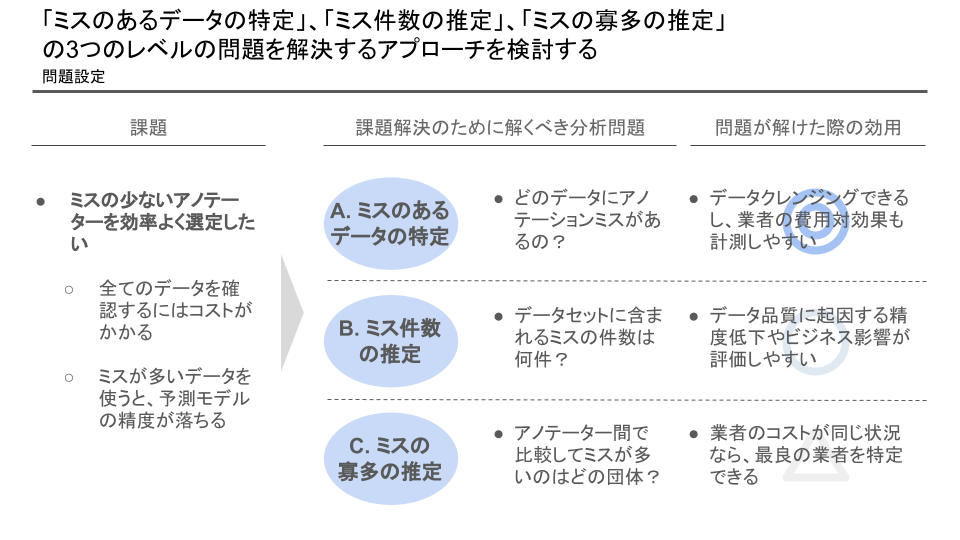 「ミスのあるデータの特定」、「ミス件数の推定」、「ミスの寡多の推定」
の3つのレベルの問題を解決するアプローチを検討する
問題設定
課題
課題解決のために解くべき分析問題
問題が解けた際の効用
● ミスの少ないアノテー
ターを効率よく選定した
い
○ 全てのデータを確
認するにはコストが
かかる
○ ミスが多いデータを
使うと、予測モデル
の精度が落ちる
A. ミスのある
データの特定
● どのデータにアノ
テーションミスがあ
るの？
● データクレンジングできる
し、業者の費用対効果も
計測しやすい
B. ミス件数
の推定
● データセットに含ま
れるミスの件数は
何件？
● データ品質に起因する精
度低下やビジネス影響が
評価しやすい
C. ミスの
寡多の推定
● アノテーター間で
比較してミスが多
いのはどの団体？
● 業者のコストが同じ状況
なら、最良の業者を特定
できる